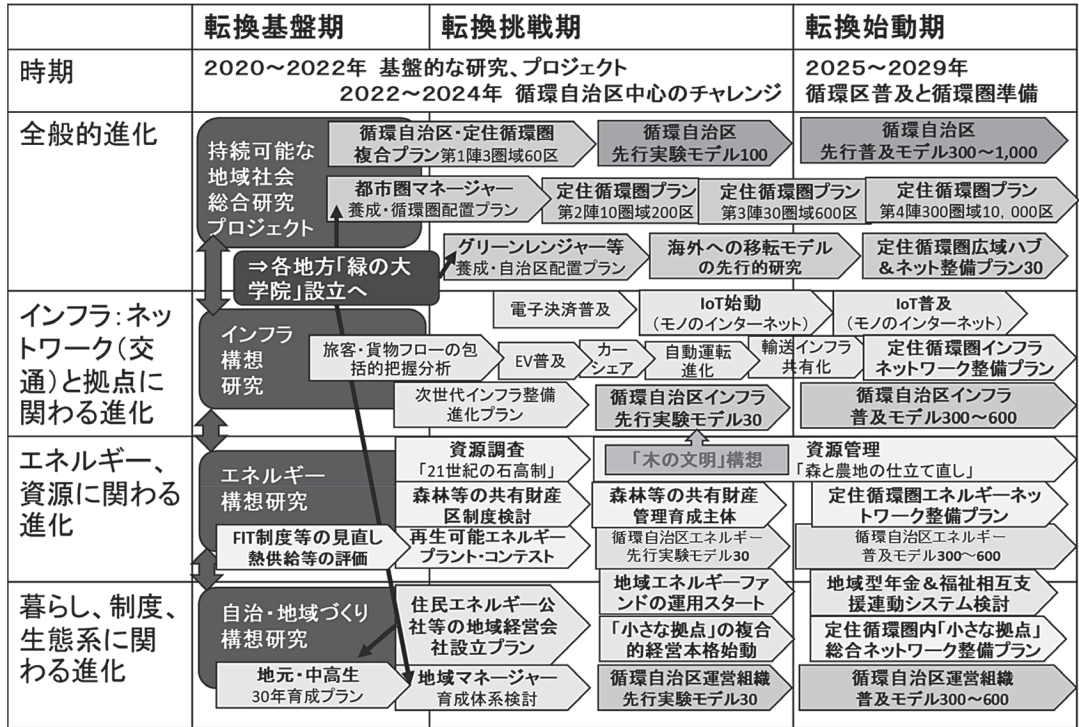 転換基盤期
転換挑戦期
転換始動期
時期
2020～2022年 基盤的な研究、プロジェクト
2022～2024年 循環自治区中心のチャレンジ
2025～2029年
循環区普及と循環圏準備
全般的進化
持続可能な
地域社会
総合研究
プロジェクト
循環自治区・定住循環圏
複合プラン第1陣3圏域60区
循環自治区
先行実験モデル100
循環自治区
先行普及モデル300～1,000
都市圏マネージャー
養成・循環圏配置プラン
定住循環圏プラン
第2陣10圏域200区
定住循環圏プラン
第3陣30圏域600区
定住循環圏プラン
第4陣300圏域10，000区
⇒各地方「緑の大
学院」設立へ
グリーンレンジャー等
養成・自治区配置プラン
海外への移転モデル
の先行的研究
定住循環圏広域ハブ
＆ネット整備プラン30
インフラ：ネッ
トワーク（交
通）と拠点に
関わる進化
インフラ
構想
研究
電子決済普及
IoT始動
（モノのインターネット）
IoT普及
（モノのインターネット）
旅客・貨物フローの包
括的把握分析
EV普及
カー
シェア
自動運転
進化
輸送インフラ
共有化
定住循環圏インフラ
ネットワーク整備プラン
次世代インフラ整備
進化プラン
循環自治区インフラ
先行実験モデル30
循環自治区インフラ
普及モデル300～600
エネルギー、
資源に関わる
進化
エネルギー
構想研究
資源調査
「21世紀の石高制」
「木の文明」構想
資源管理
「森と農地の仕立て直し」
森林等の共有財産
区制度検討
森林等の共有財産
管理育成主体
定住循環圏エネルギーネッ
トワーク整備プラン
FIT制度等の見直し
熱供給等の評価
再生可能エネルギー
プラント・コンテスト
循環自治区エネルギー
先行実験モデル30
循環自治区エネルギー
普及モデル300～600
暮らし、制度、
生態系に関
わる進化
自治・地域づくり
構想研究
住民エネルギー公
社等の地域経営会
社設立プラン
地域エネルギーファ
ンドの運用スタート
地域型年金＆福祉相互支
援連動システム検討
「小さな拠点」の複合
的経営本格始動
定住循環圏内「小さな拠点」
総合ネットワーク整備プラン
地元・中高生
30年育成プラン
地域マネージャー
育成体系検討
循環自治区運営組織
先行実験モデル30
循環自治区運営組織
普及モデル300～600